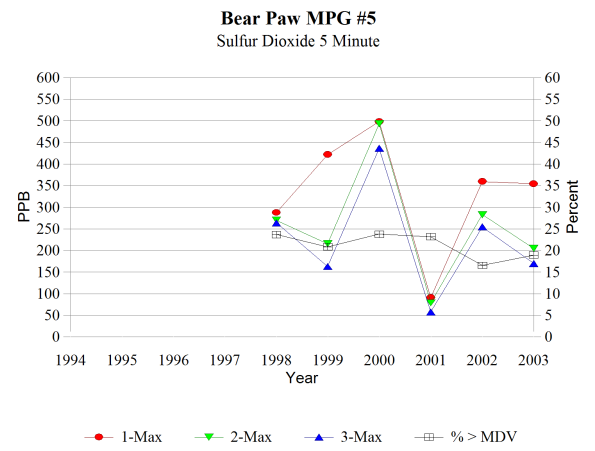 Bear Paw MPG #5
Sulfur Dioxide 5 Minute
600 60
550 55
500 50
450 45
400 40
350 35
300 30
250 25
200 20
150 15
100 10
50 5
0 0
PPB
Percent
1994 1995 1996 1997 1998 1999 2000 2001 2002 2003
Year
1-Max 2-Max 3-Max % > MDV